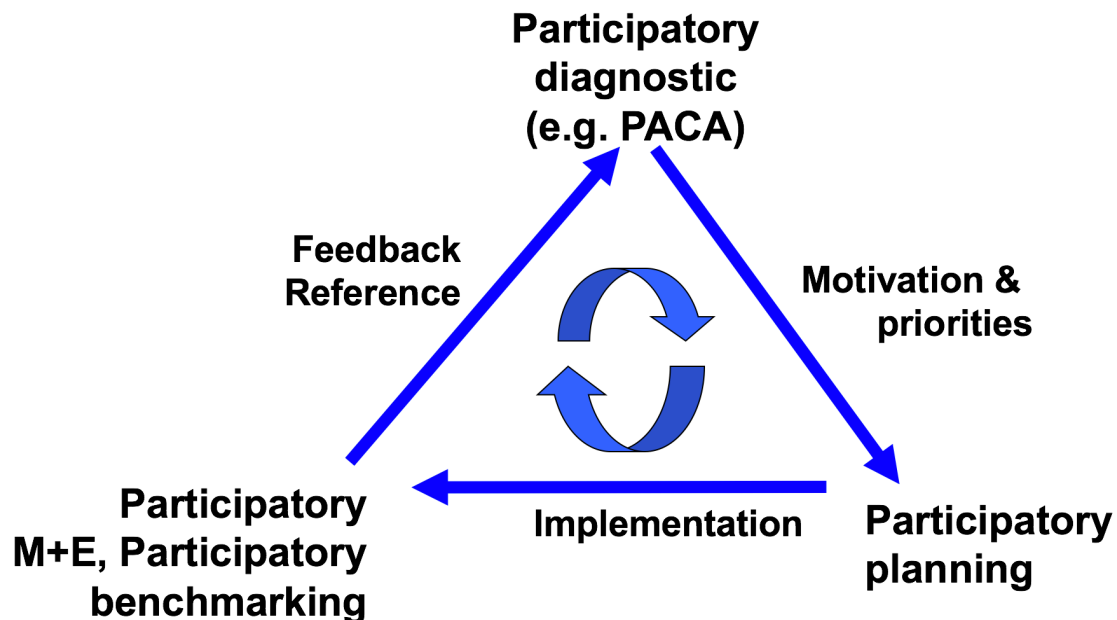 Participatory
diagnostic
(e.g. PACA)
Feedback
Reference
Motivation &
priorities
Participatory
M+E, Participatory
benchmarking
Implementation
Participatory
planning